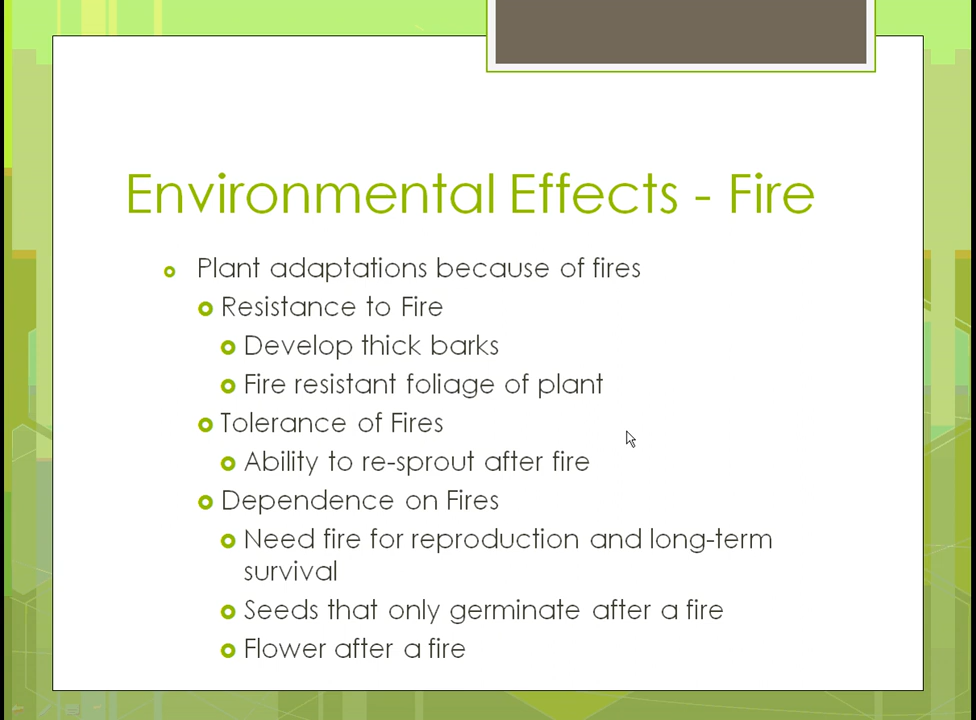 Environmental Effects - Fire
Plant adaptations because of fires
Resistance to Fire
Develop thick barks
Fire resistant foliage of plant
Tolerance of Fires
Ability to re-sprout after fire
Dependence on Fires
Need fire for reproduction and long-term
survival
Seeds that only germinate after a fire
Flower after a fire